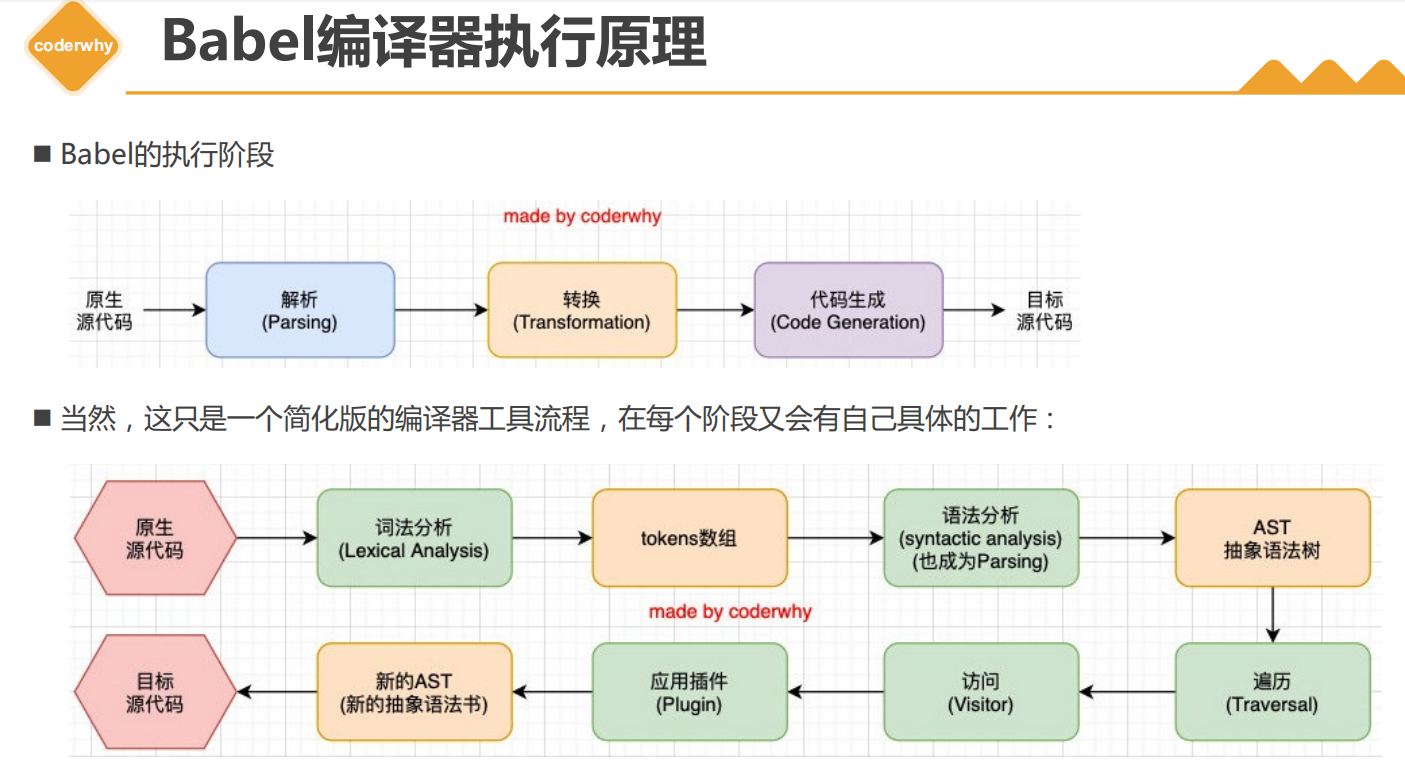 coderwhy
Babel编译器执行原理
Babel的执行阶段
made by coderwhy
原生
源代码
解析
(Parsing)
转换
(Transformation)
代码生成
(Code Generation)
目标
源代码
当然，这只是一个简化版的编译器工具流程，在每个阶段又会有自己具体的工作：
原生
源代码
词法分析
(Lexical Analysis)
tokens数组
语法分析
(syntactic analysis)
(也成为Parsing)
AST
抽象语法树
made by coderwhy
目标
源代码
新的AST
(新的抽象语法书)
应用插件
(Plugin)
访问
(Visitor)
遍历
(Traversal)